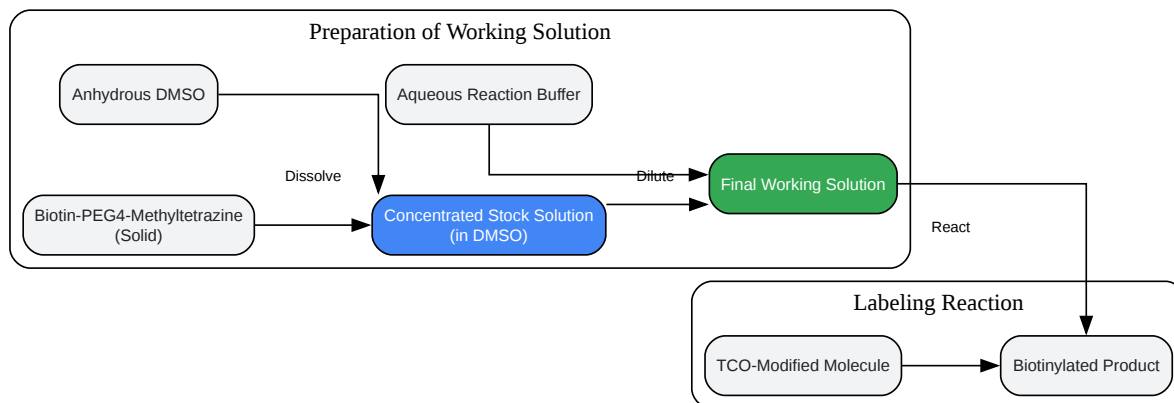 Preparation of Working Solution
Anhydrous DMSO
Aqueous Reaction Buffer
Dissolve
Dilute
Final Working Solution
Biotin-PEG4-Methyltetrazine
(Solid)
Concentrated Stock Solution
(in DMSO)
React
Labeling Reaction
TCO-Modified Molecule
Biotinylated Product